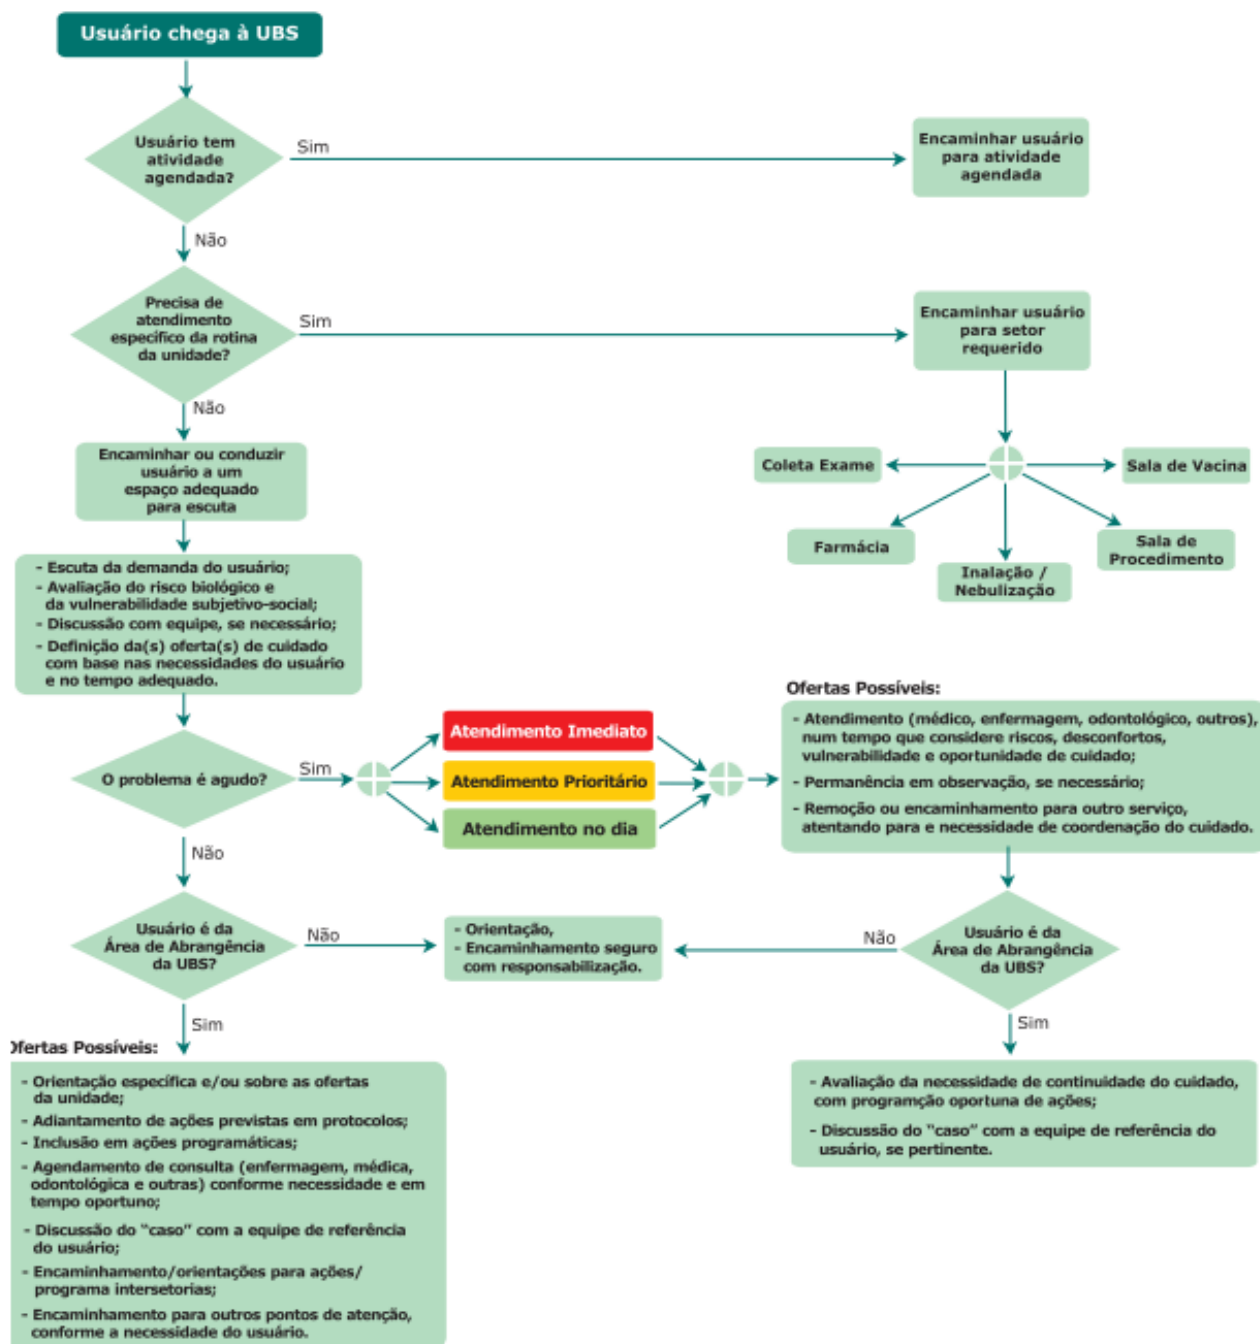 Usuário chega à UBS
Usuário tem
atividade
agendada?
Sim
Encaminhar usuário
para atividade
agendada
Não
Precisa de
atendimento
específico da rotina
da unidade?
Sim
Encaminhar usuário
para setor
requerido
Não
Coleta Exame
Sala de Vacina
Farmácia
Sala de
Procedimento
Inalação /
Nebulização
Encaminhar ou conduzir
usuário a um
espaço adequado
para escuta
- Escuta da demanda do usuário;
- Avaliação do risco biológico e
da vulnerabilidade subjetivo-social;
- Discussão com equipe, se necessário;
- Definição da(s) oferta(s) de cuidado
com base nas necessidades do usuário
e no tempo adequado.
O problema é agudo?
Sim
Atendimento Imediato
Atendimento Prioritário
Atendimento no dia
Ofertas Possíveis:
- Atendimento (médico, enfermagem, odontológico, outros),
num tempo que considere riscos, desconfortos,
vulnerabilidade e oportunidade de cuidado;
- Permanência em observação, se necessário;
- Remoção ou encaminhamento para outro serviço,
atentando para e necessidade de coordenação do cuidado.
Não
Usuário é da
Área de Abrangência
da UBS?
Não
- Orientação,
- Encaminhamento seguro
com responsabilização.
Não
Usuário é da
Área de Abrangência
da UBS?
Sim
Sim
Ofertas Possíveis:
- Orientação específica e/ou sobre as ofertas
da unidade;
- Adiantamento de ações previstas em protocolos;
- Inclusão em ações programáticas;
- Agendamento de consulta (enfermagem, médica,
odontológica e outras) conforme necessidade e em
tempo oportuno;
- Discussão do “caso” com a equipe de referência
do usuário;
- Encaminhamento/orientações para ações/
programa intersetorias;
- Encaminhamento para outros pontos de atenção,
conforme a necessidade do usuário.
- Avaliação da necessidade de continuidade do cuidado,
com programção oportuna de ações;
- Discussão do “caso” com a equipe de referência do
usuário, se pertinente.